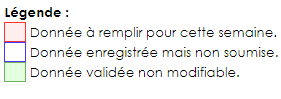 Légende :
Donnée à remplir pour cette semaine.
Donnée enregistrée mais non soumise.
Donnée validée non modifiable.